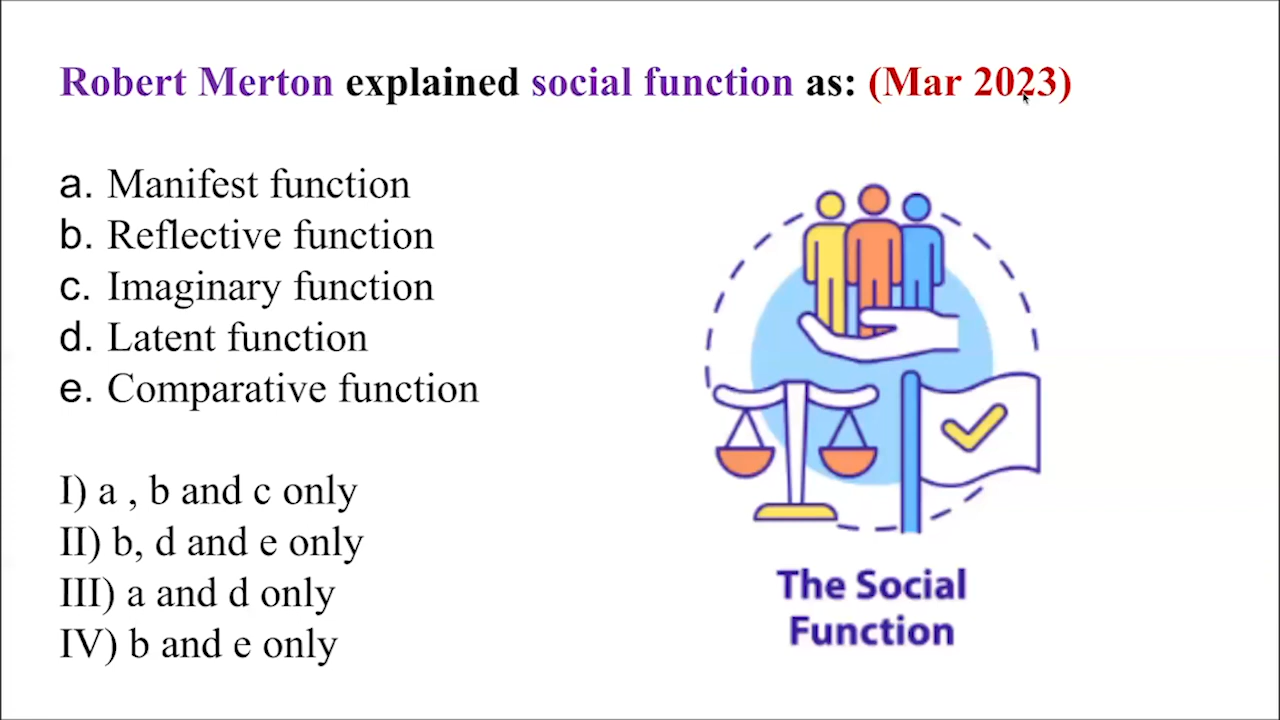 Robert Merton explained social function as: (Mar 2023)
a. Manifest function
b. Reflective function
c. Imaginary function
d. Latent function
e. Comparative function
I) a , b and c only
II) b, d and e only
III) a and d only
IV) b and e only
The Social
Function